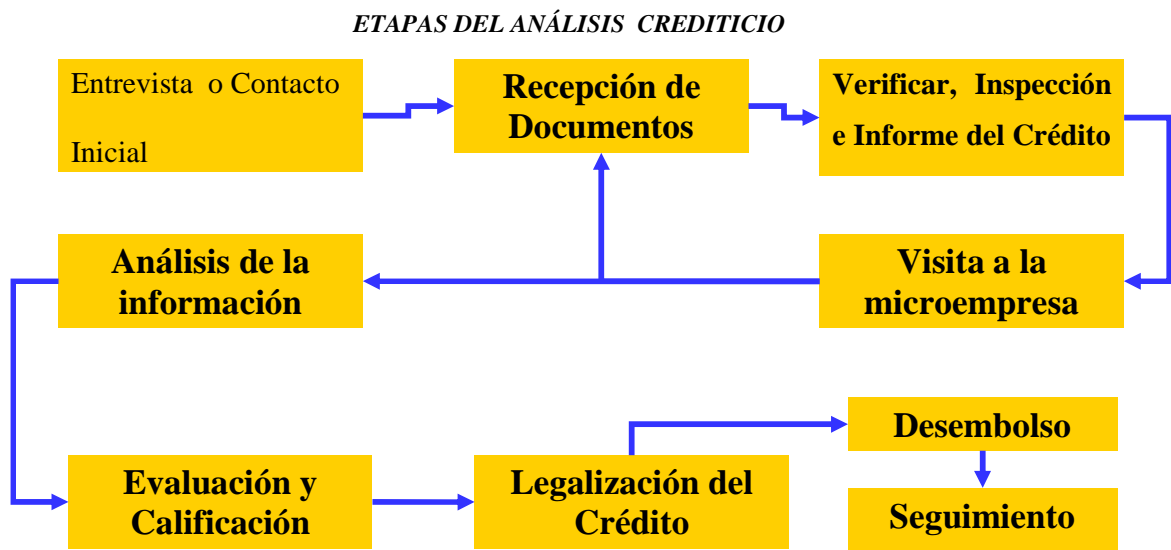 ETAPAS DEL ANÁLISIS CREDITICIO
Entrevista o Contacto
Inicial
Recepción de
Documentos
Verificar, Inspección
e Informe del Crédito
Análisis de la
información
Visita a la
microempresa
Evaluación y
Calificación
Legalización del
Crédito
Desembolso
Seguimiento